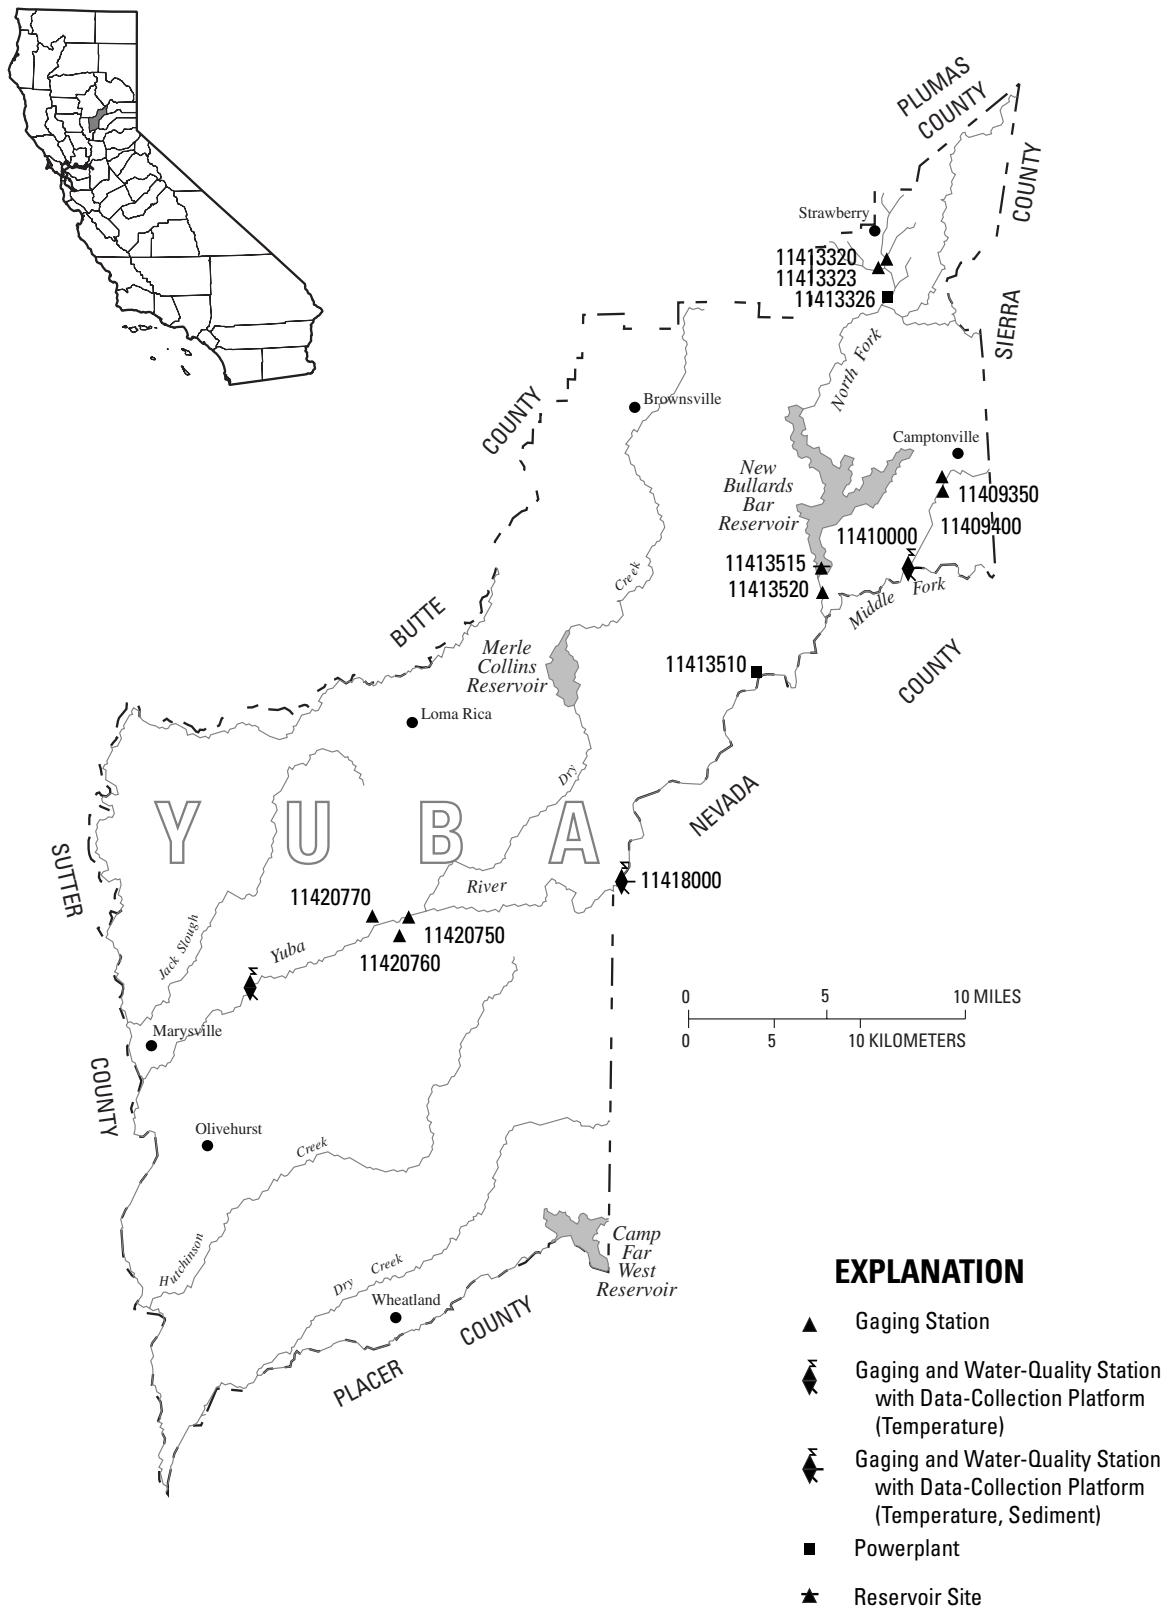 PLUMAS
COUNTY
COUNTY
SIERRA
Strawberry
11413320
11413323
11413326
North Fork
Brownsville
COUNTY
Camptonville
New
Bullards
Bar
Reservoir
11409350
11409400
11410000
11413515
11413520
Middle Fork
Creek
BUTTE
Merle
Collins
Reservoir
11413510
COUNTY
Loma Rica
Dry
NEVADA
YUBA
SUTTER
River
11418000
11420770
11420750
11420760
Jack Slough
Yuba
0 5 10 MILES
0 5 10 KILOMETERS
Marysville
COUNTY
Olivehurst
Creek
Hutchinson
Camp
Far
West
Reservoir
Dry Creek
Wheatland
COUNTY
PLACER
EXPLANATION
Gaging Station
Gaging and Water-Quality Station
with Data-Collection Platform
(Temperature)
Gaging and Water-Quality Station
with Data-Collection Platform
(Temperature, Sediment)
Powerplant
Reservoir Site